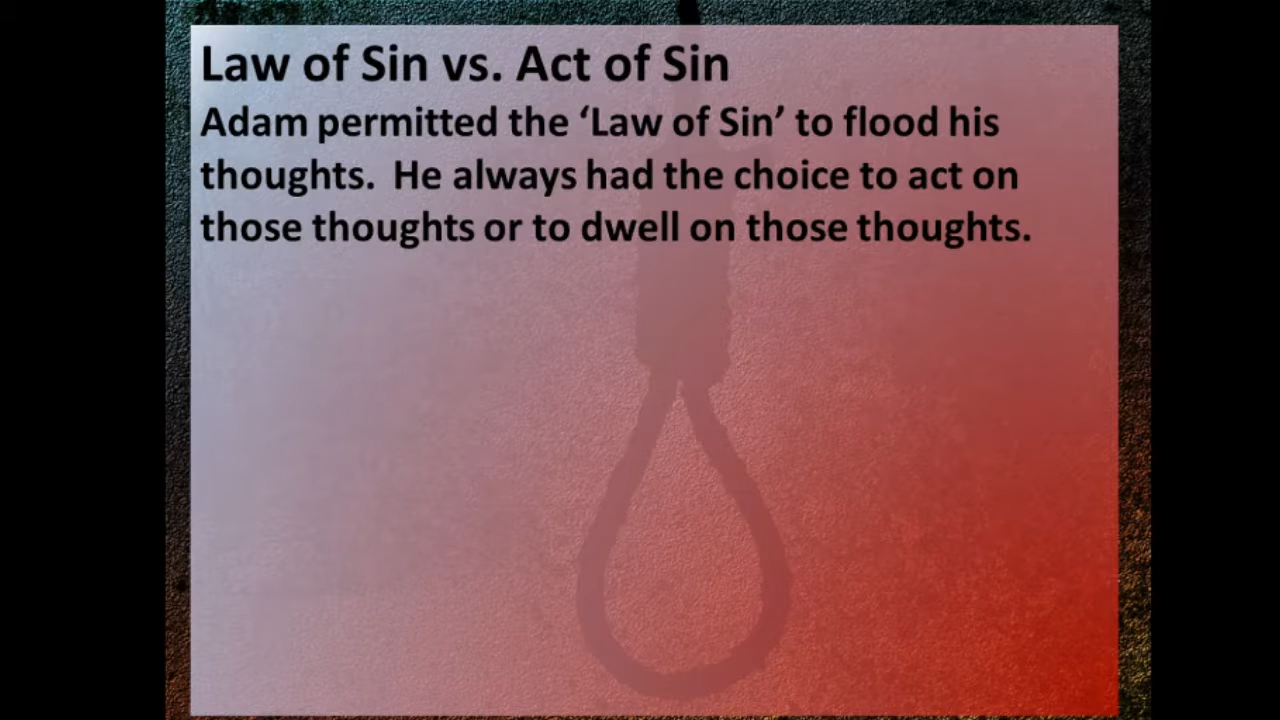 Law of Sin vs. Act of Sin
Adam permitted the ‘Law of Sin’ to flood his
thoughts.  He always had the choice to act on
those thoughts or to dwell on those thoughts.